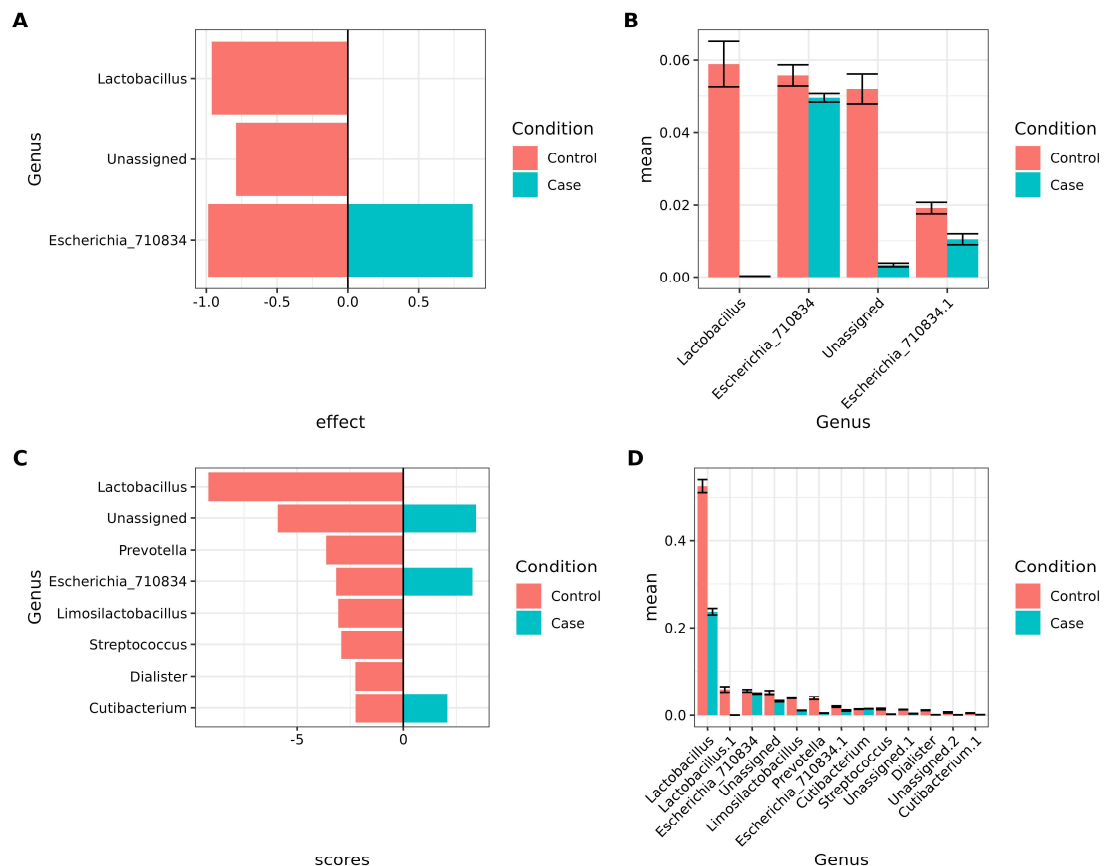 A
Genus
Lactobacillus
Unassigned
Escherichia_710834
-1.0 -0.5 0.0 0.5
effect
Condition
Control
Case
B
mean
0.06
0.04
0.02
0.00
Lactobacillus
Escherichia_710834
Unassigned
Escherichia_710834.1
Genus
Condition
Control
Case
C
Genus
Lactobacillus
Unassigned
Prevotella
Escherichia_710834
Limosilactobacillus
Streptococcus
Dialister
Cutibacterium
-5 0
scores
Condition
Control
Case
D
mean
0.4
0.2
0.0
Lactobacillus
Lactobacillus.1
Escherichia_710834
Unassigned
Limosilactobacillus
Prevotella
Escherichia_710834.1
Cutibacterium
Streptococcus
Unassigned.1
Dialister
Unassigned.2
Cutibacterium.1
Genus
Condition
Control
Case